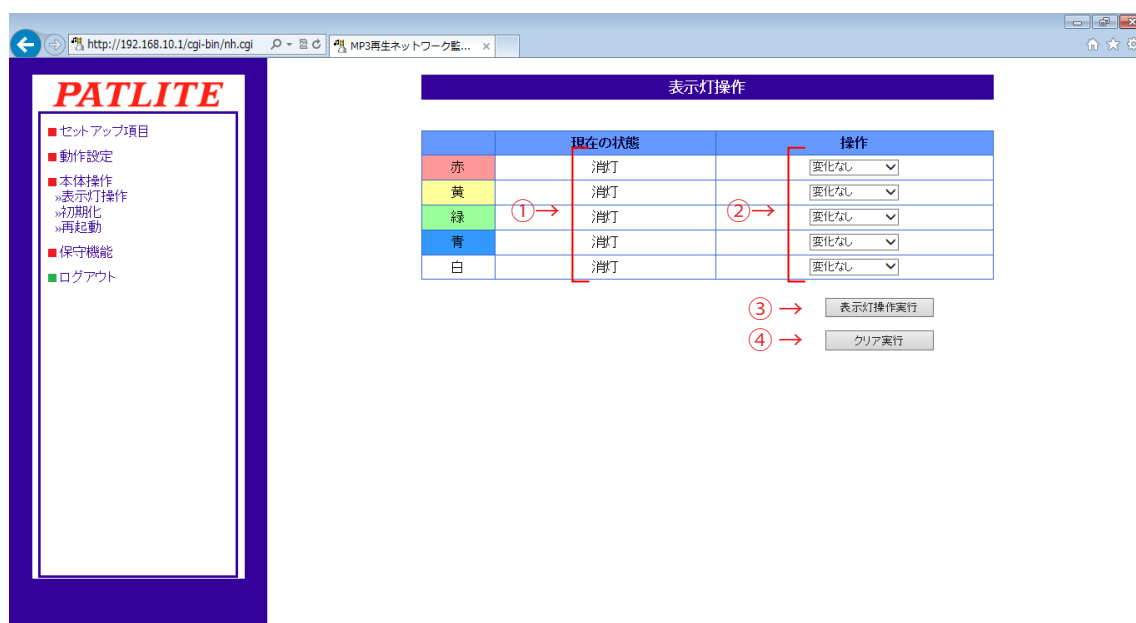 http://192.168.10.1/cgi-bin/nh.cgi
MP3再生ネットワーク監...
PATLITE
セットアップ項目
動作設定
本体操作
»表示灯操作
»初期化
»再起動
保守機能
ログアウト
表示灯操作
現在の状態 操作
赤 消灯 変化なし
黄 消灯 変化なし
緑 消灯 変化なし
青 消灯 変化なし
白 消灯 変化なし
①→ ②→
③→ 表示灯操作実行
④→ クリア実行